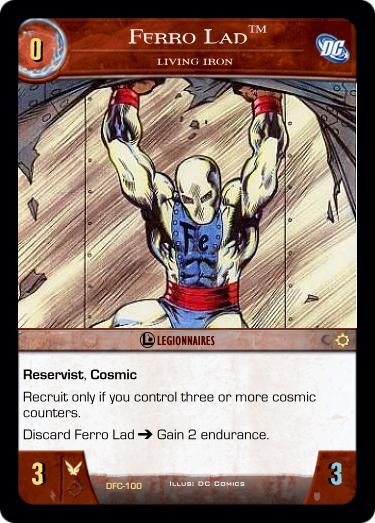 0
FERRO LAD™
DC
LIVING IRON
Fe
LEGIONNAIRES
Reservist, Cosmic
Recruit only if you control three or more cosmic
counters.
Discard Ferro Lad ➔ Gain 2 endurance.
3
DFC-100
ILLUS: DC COMICS
3